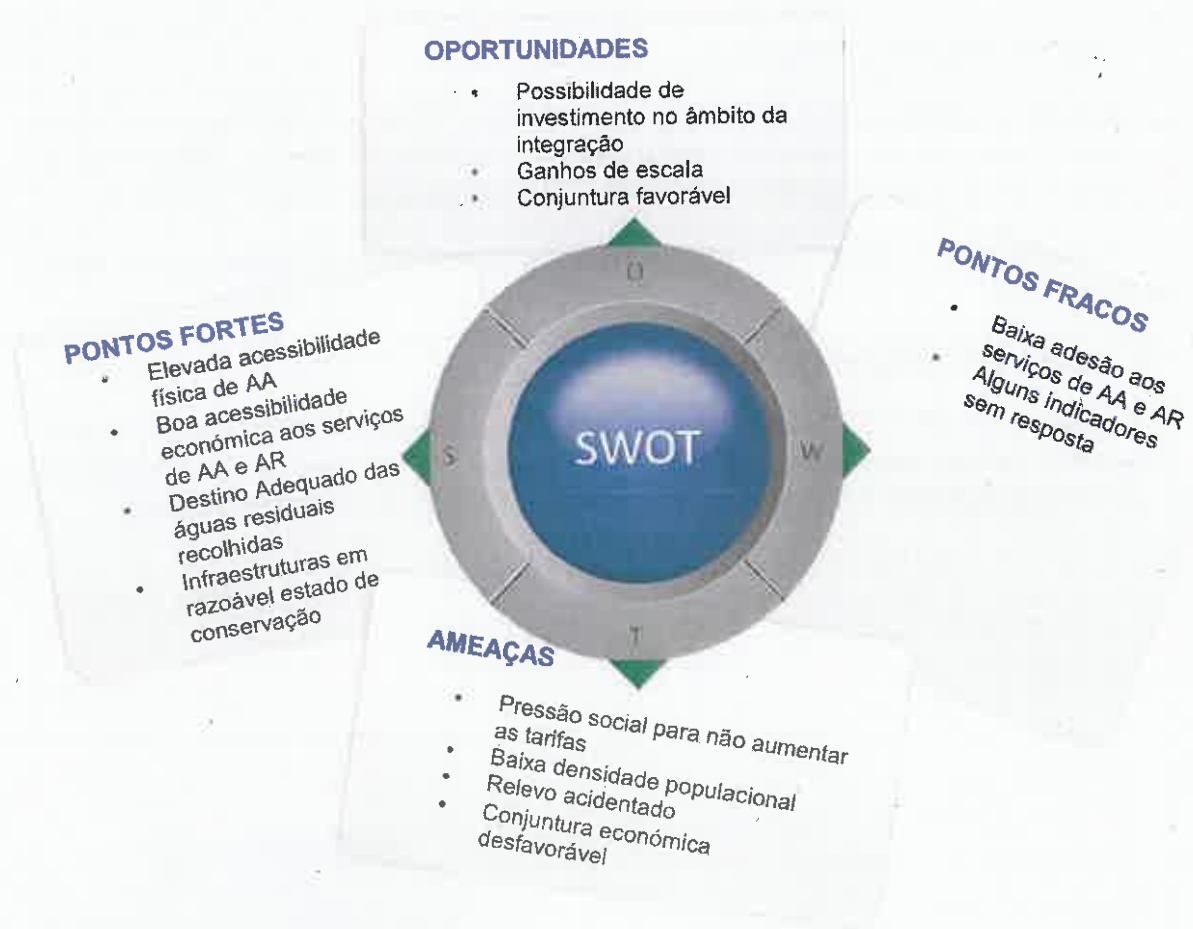 OPORTUNIDADES
• Possibilidade de
investimento no âmbito da
integração
• Ganhos de escala
• Conjuntura favorável
PONTOS FORTES
• Elevada acessibilidade
física de AA
• Boa acessibilidade
económica aos serviços
de AA e AR
• Destino Adequado das
águas residuais
recolhidas
• Infraestruturas em
razoável estado de
conservação
O
S
SWOT
W
T
PONTOS FRACOS
• Baixa adesão aos
serviços de AA e AR
• Alguns indicadores
sem resposta
AMEAÇAS
• Pressão social para não aumentar
as tarifas
• Baixa densidade populacional
• Relevo acidentado
• Conjuntura económica
desfavorável